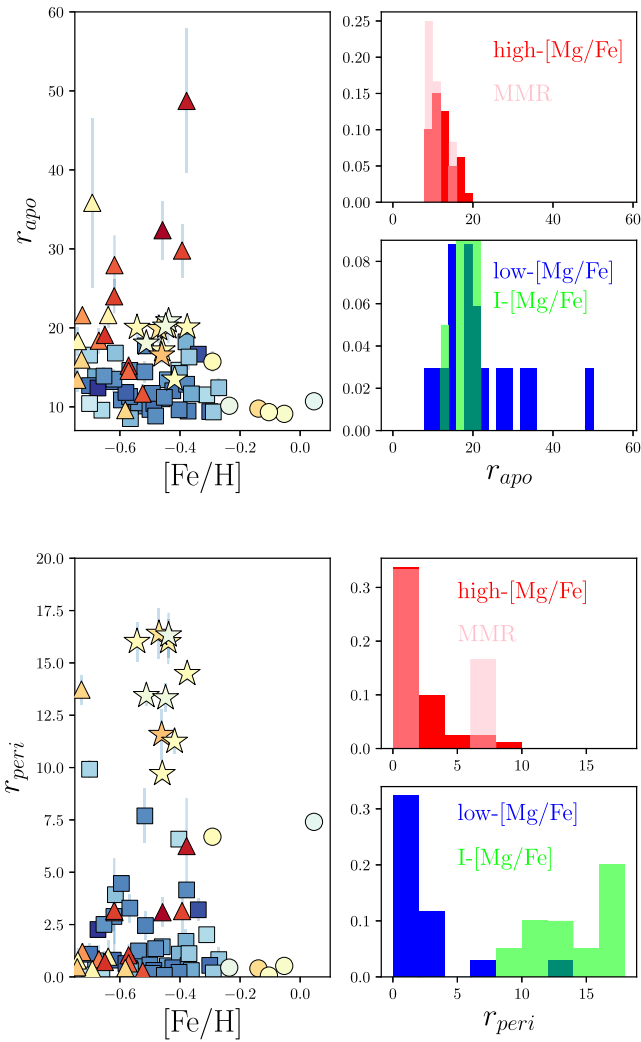 60
50
40
30
20
10
r_apo
−0.6 −0.4 −0.2 0.0
[Fe/H]
0.25
0.20
0.15
0.10
0.05
0.00
high-[Mg/Fe]
MMR
0 20 40 60
0.08
0.06
0.04
0.02
0.00
low-[Mg/Fe]
I-[Mg/Fe]
0 20 40 60
r_apo
20.0
17.5
15.0
12.5
10.0
7.5
5.0
2.5
0.0
r_peri
−0.6 −0.4 −0.2 0.0
[Fe/H]
0.3
0.2
0.1
0.0
high-[Mg/Fe]
MMR
0 5 10 15
0.3
0.2
0.1
0.0
low-[Mg/Fe]
I-[Mg/Fe]
0 5 10 15
r_peri